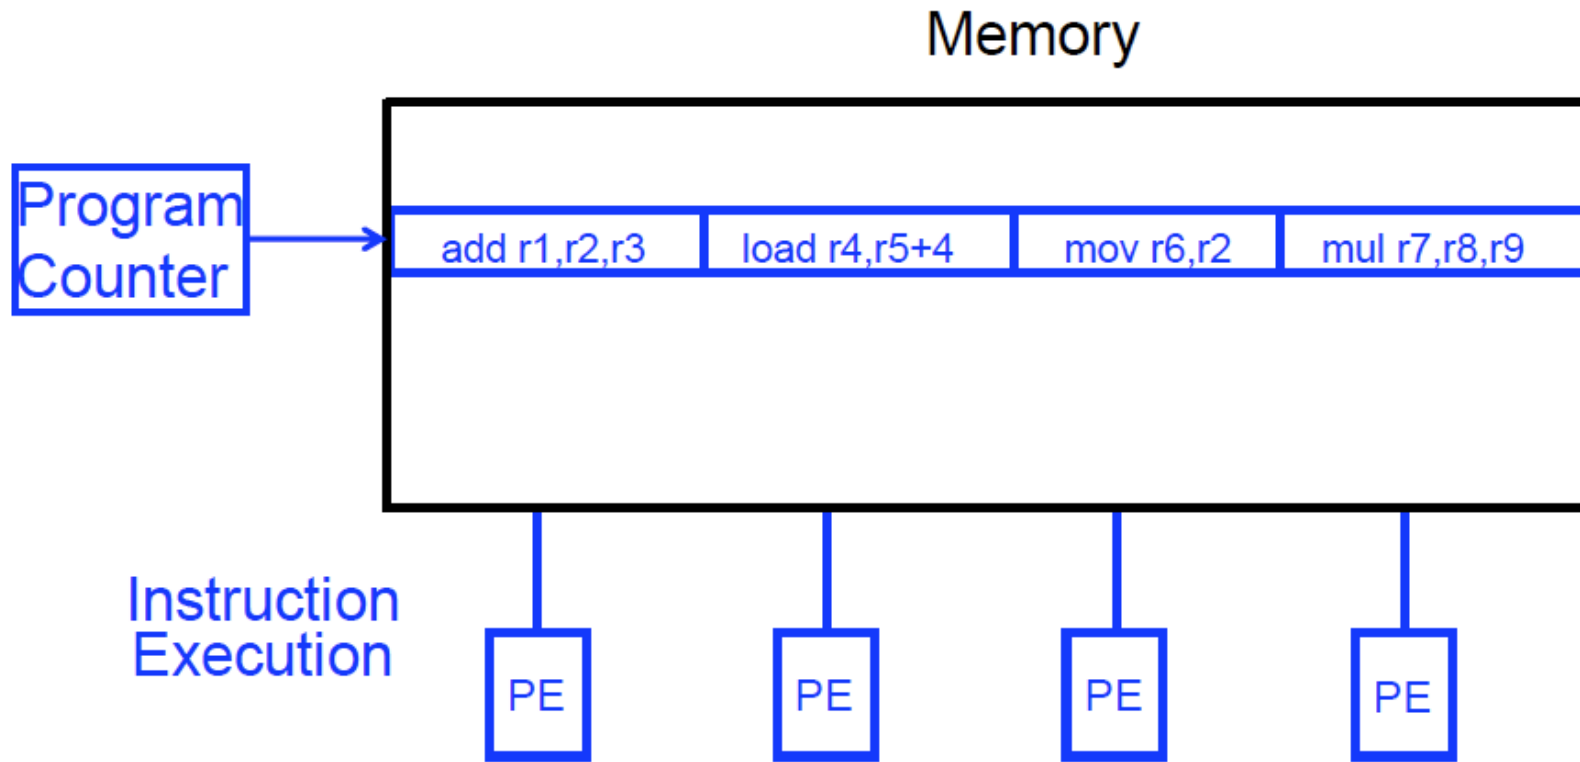 Memory
Program
Counter
add r1,r2,r3
load r4,r5+4
mov r6,r2
mul r7,r8,r9
Instruction
Execution
PE
PE
PE
PE